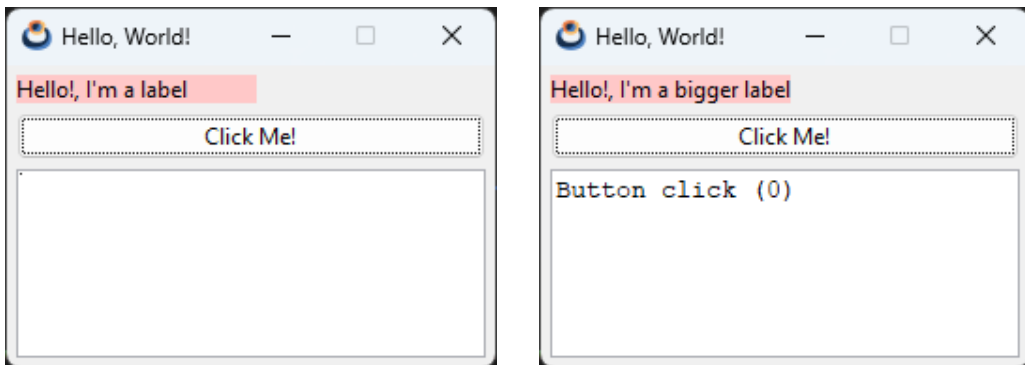 Hello, World!
Hello!, I'm a label
Click Me!
Hello, World!
Hello!, I'm a bigger label
Click Me!
Button click (0)